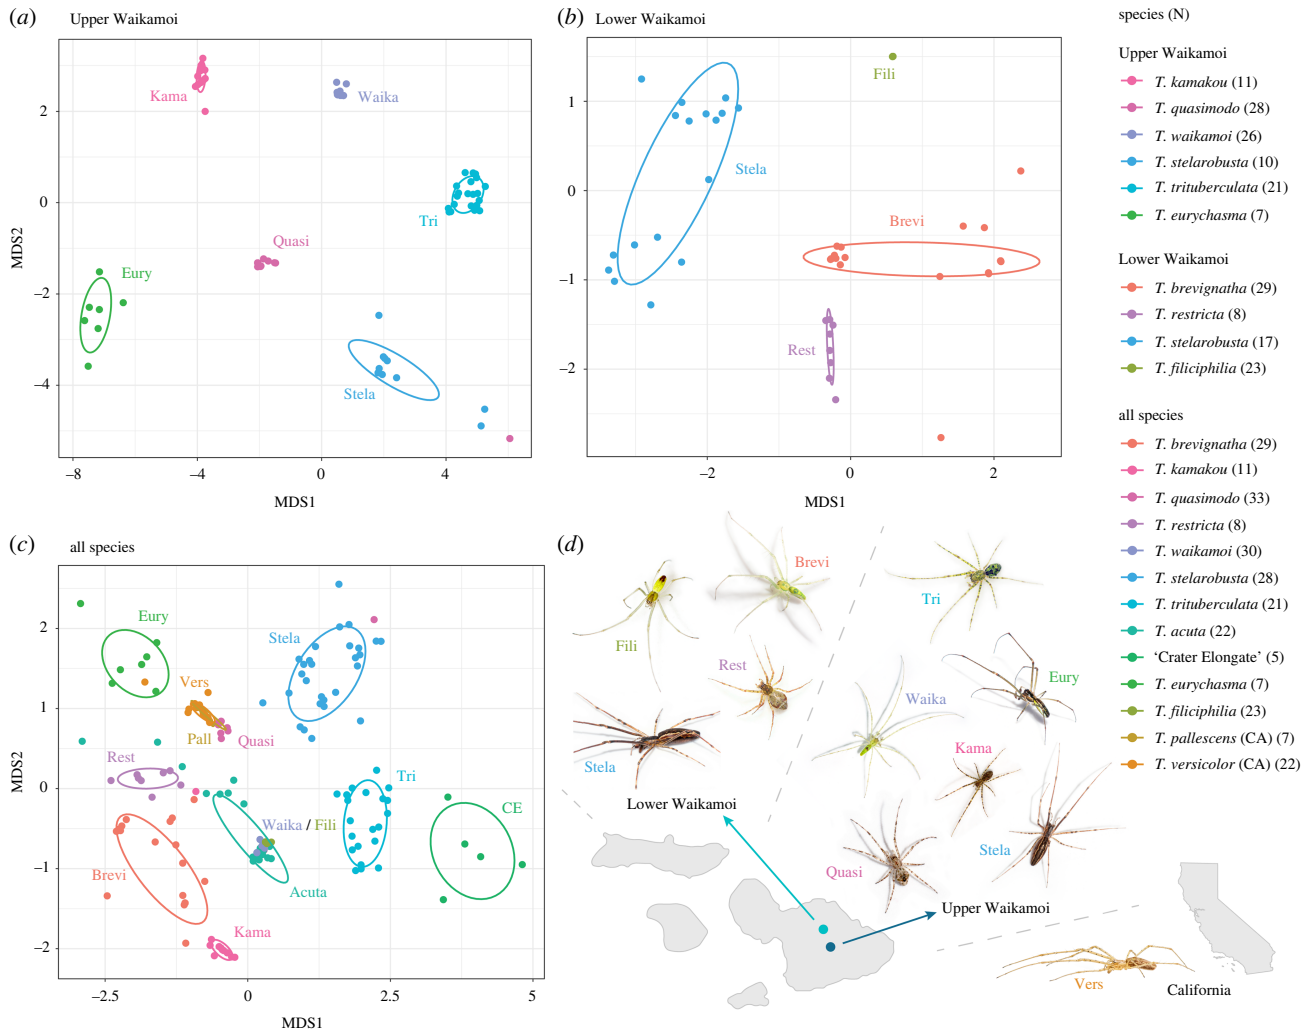 (a) Upper Waikamoi
Kama
Waika
Tri
Quasi
Eury
Stela
2
0
−2
−4
MDS2
−8 −4 0 4
MDS1
(b) Lower Waikamoi
Fili
Stela
Brevi
Rest
1
0
−1
−2
−2 0 2
MDS1
species (N)
Upper Waikamoi
T. kamakou (11)
T. quasimodo (28)
T. waikamoi (26)
T. stelarobusta (10)
T. trituberculata (21)
T. eurychasma (7)
Lower Waikamoi
T. brevignatha (29)
T. restricta (8)
T. stelarobusta (17)
T. filiciphilia (23)
all species
T. brevignatha (29)
T. kamakou (11)
T. quasimodo (33)
T. restricta (8)
T. waikamoi (30)
T. stelarobusta (28)
T. trituberculata (21)
T. acuta (22)
‘Crater Elongate’ (5)
T. eurychasma (7)
T. filiciphilia (23)
T. pallescens (CA) (7)
T. versicolor (CA) (22)
(c) all species
Eury
Stela
Vers
Pall
Quasi
Rest
Tri
CE
Waika / Fili
Brevi
Acuta
Kama
2
1
0
−1
−2
MDS2
−2.5 0 2.5 5
MDS1
(d)
Brevi
Tri
Fili
Rest
Eury
Waika
Kama
Stela
Lower Waikamoi
Stela
Quasi
Upper Waikamoi
Vers
California